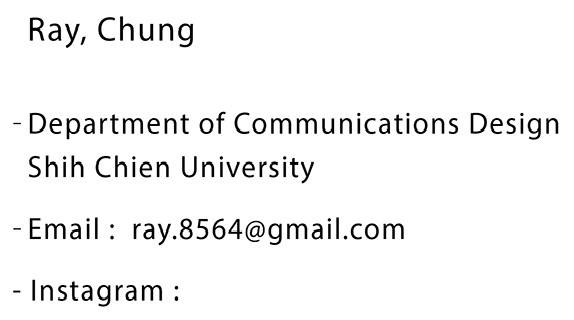 Ray, Chung
- Department of Communications Design
Shih Chien University
- Email : ray.8564@gmail.com
- Instagram :